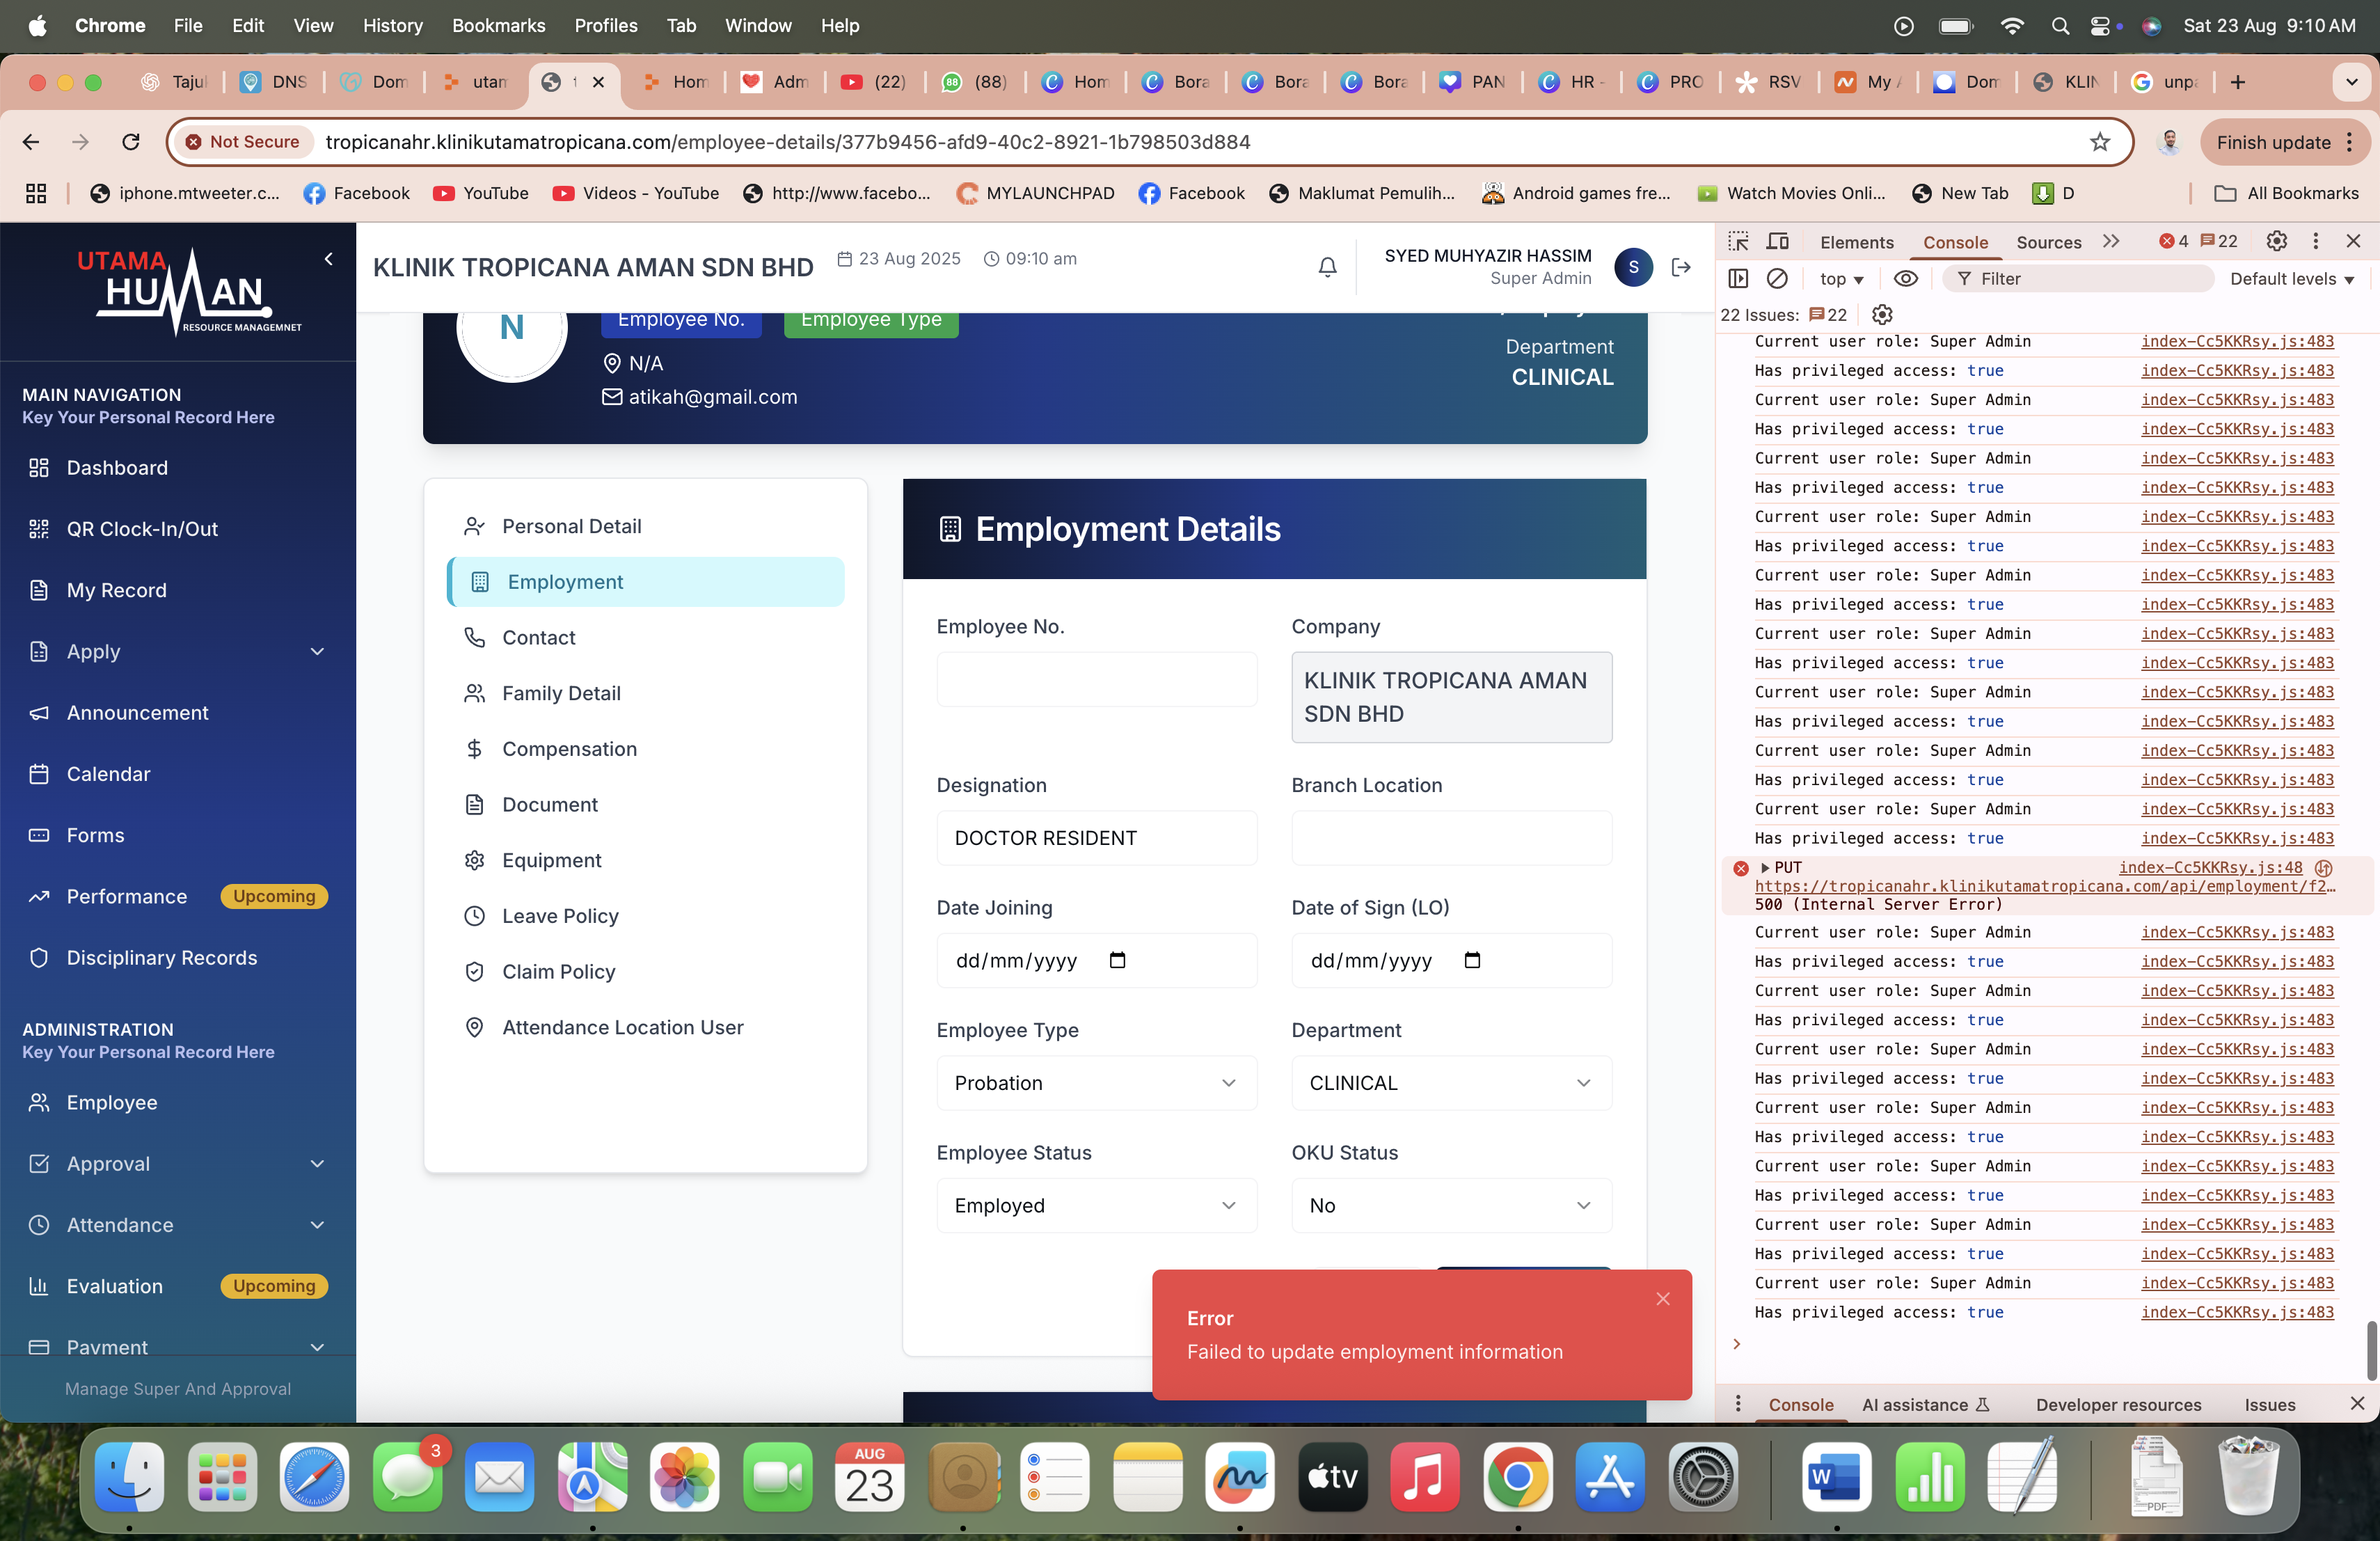 Chrome File Edit View History Bookmarks Profiles Tab Window Help Sat 23 Aug 9:10 AM
Taju DNS Dom utam t Hom Adm (22) (88) Hom Bora Bora Bora PAN HR - PRO RSV My Dom KLIN unpa
Not Secure tropicanahr.klinikutamatropicana.com/employee-details/377b9456-afd9-40c2-8921-1b798503d884 Finish update
iphone.mtweeter.c... Facebook YouTube Videos - YouTube http://www.facebo... MYLAUNCHPAD Facebook Maklumat Pemulih... Android games fre... Watch Movies Onli... New Tab D All Bookmarks
UTAMA
HUMAN
RESOURCE MANAGEMNET
MAIN NAVIGATION
Key Your Personal Record Here
Dashboard
QR Clock-In/Out
My Record
Apply
Announcement
Calendar
Forms
Performance Upcoming
Disciplinary Records
ADMINISTRATION
Key Your Personal Record Here
Employee
Approval
Attendance
Evaluation Upcoming
Payment
Manage Super And Approval
KLINIK TROPICANA AMAN SDN BHD 23 Aug 2025 09:10 am
SYED MUHYAZIR HASSIM
Super Admin
S
N
Employee No. Employee Type
N/A
atikah@gmail.com
Department
CLINICAL
Personal Detail
Employment
Contact
Family Detail
Compensation
Document
Equipment
Leave Policy
Claim Policy
Attendance Location User
Employment Details
Employee No. Company
KLINIK TROPICANA AMAN
SDN BHD
Designation Branch Location
DOCTOR RESIDENT
Date Joining Date of Sign (LO)
dd/mm/yyyy dd/mm/yyyy
Employee Type Department
Probation CLINICAL
Employee Status OKU Status
Employed No
Error
Failed to update employment information
Elements Console Sources 4 22
top Filter Default levels
22 Issues: 22
Current user role: Super Admin index-Cc5KKRsy.js:483
Has privileged access: true index-Cc5KKRsy.js:483
Current user role: Super Admin index-Cc5KKRsy.js:483
Has privileged access: true index-Cc5KKRsy.js:483
Current user role: Super Admin index-Cc5KKRsy.js:483
Has privileged access: true index-Cc5KKRsy.js:483
Current user role: Super Admin index-Cc5KKRsy.js:483
Has privileged access: true index-Cc5KKRsy.js:483
Current user role: Super Admin index-Cc5KKRsy.js:483
Has privileged access: true index-Cc5KKRsy.js:483
Current user role: Super Admin index-Cc5KKRsy.js:483
Has privileged access: true index-Cc5KKRsy.js:483
Current user role: Super Admin index-Cc5KKRsy.js:483
Has privileged access: true index-Cc5KKRsy.js:483
Current user role: Super Admin index-Cc5KKRsy.js:483
Has privileged access: true index-Cc5KKRsy.js:483
Current user role: Super Admin index-Cc5KKRsy.js:483
Has privileged access: true index-Cc5KKRsy.js:483
PUT index-Cc5KKRsy.js:48
https://tropicanahr.klinikutamatropicana.com/api/employment/f2...
500 (Internal Server Error)
Current user role: Super Admin index-Cc5KKRsy.js:483
Has privileged access: true index-Cc5KKRsy.js:483
Current user role: Super Admin index-Cc5KKRsy.js:483
Has privileged access: true index-Cc5KKRsy.js:483
Current user role: Super Admin index-Cc5KKRsy.js:483
Has privileged access: true index-Cc5KKRsy.js:483
Current user role: Super Admin index-Cc5KKRsy.js:483
Has privileged access: true index-Cc5KKRsy.js:483
Current user role: Super Admin index-Cc5KKRsy.js:483
Has privileged access: true index-Cc5KKRsy.js:483
Current user role: Super Admin index-Cc5KKRsy.js:483
Has privileged access: true index-Cc5KKRsy.js:483
Current user role: Super Admin index-Cc5KKRsy.js:483
Has privileged access: true index-Cc5KKRsy.js:483
Console AI assistance Developer resources Issues
3
AUG
23
tv
W
PDF